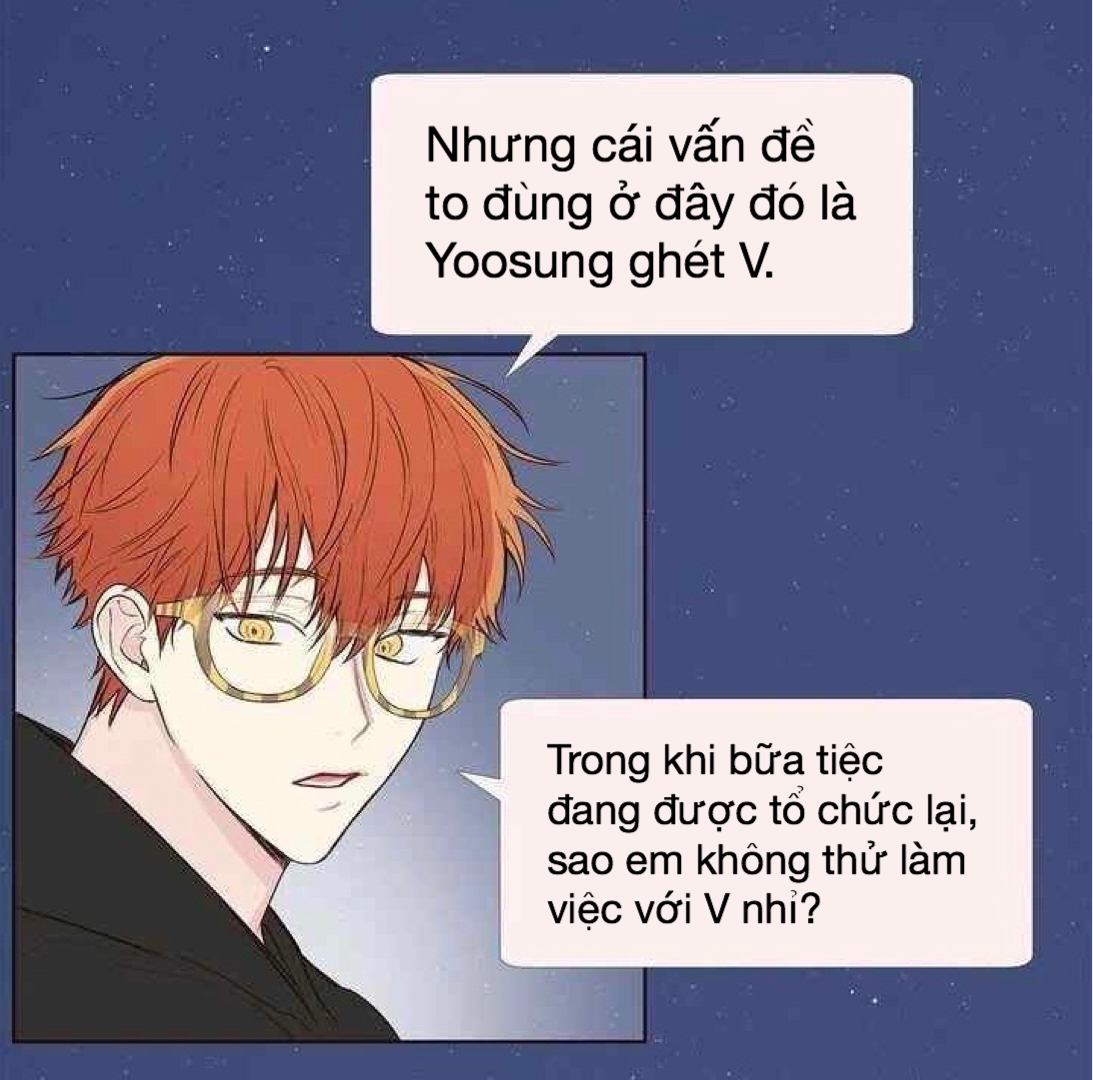 Nhưng cái vấn đề
to đùng ở đây đó là
Yoosung ghét V.
Trong khi bữa tiệc
đang được tổ chức lại,
sao em không thử làm
việc với V nhỉ?